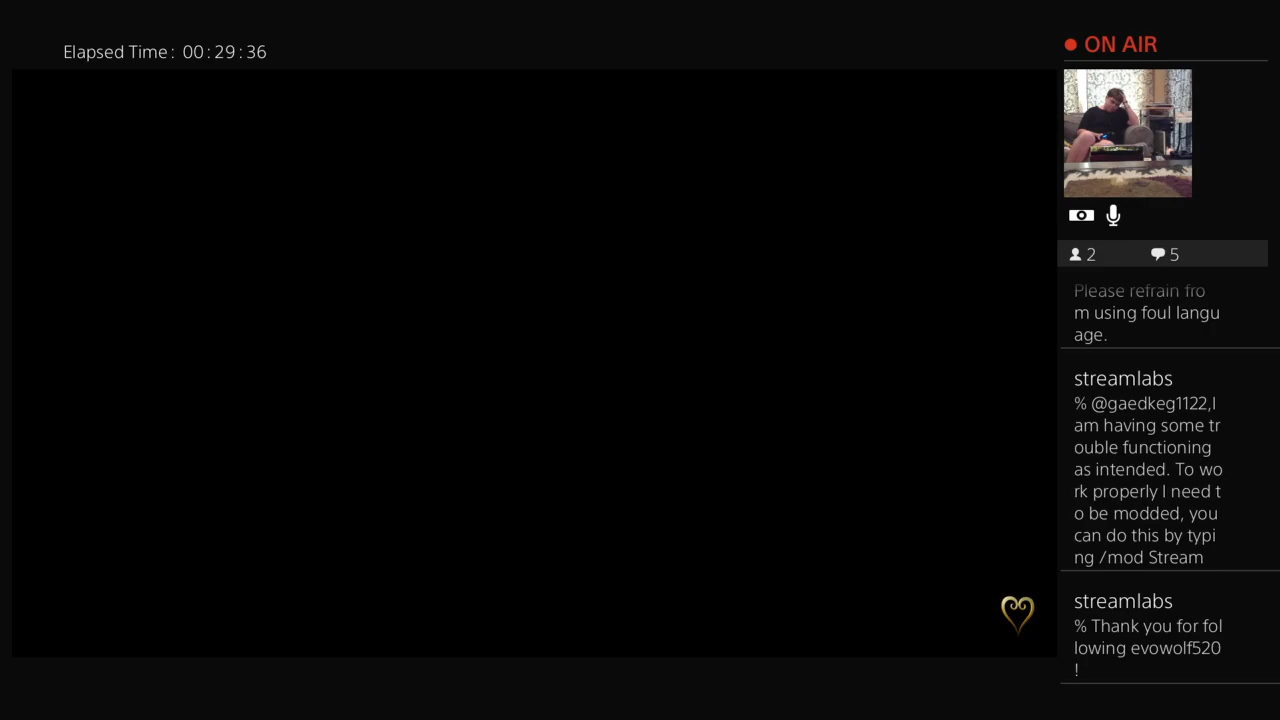 Elapsed Time: 00:29:36
ON AIR
2 5
Please refrain fro
m using foul langu
age.
streamlabs
% @gaedkeg1122,I
am having some tr
ouble functioning
as intended. To wo
rk properly I need t
o be modded, you
can do this by typi
ng /mod Stream
streamlabs
% Thank you for fol
lowing evowolf520
!